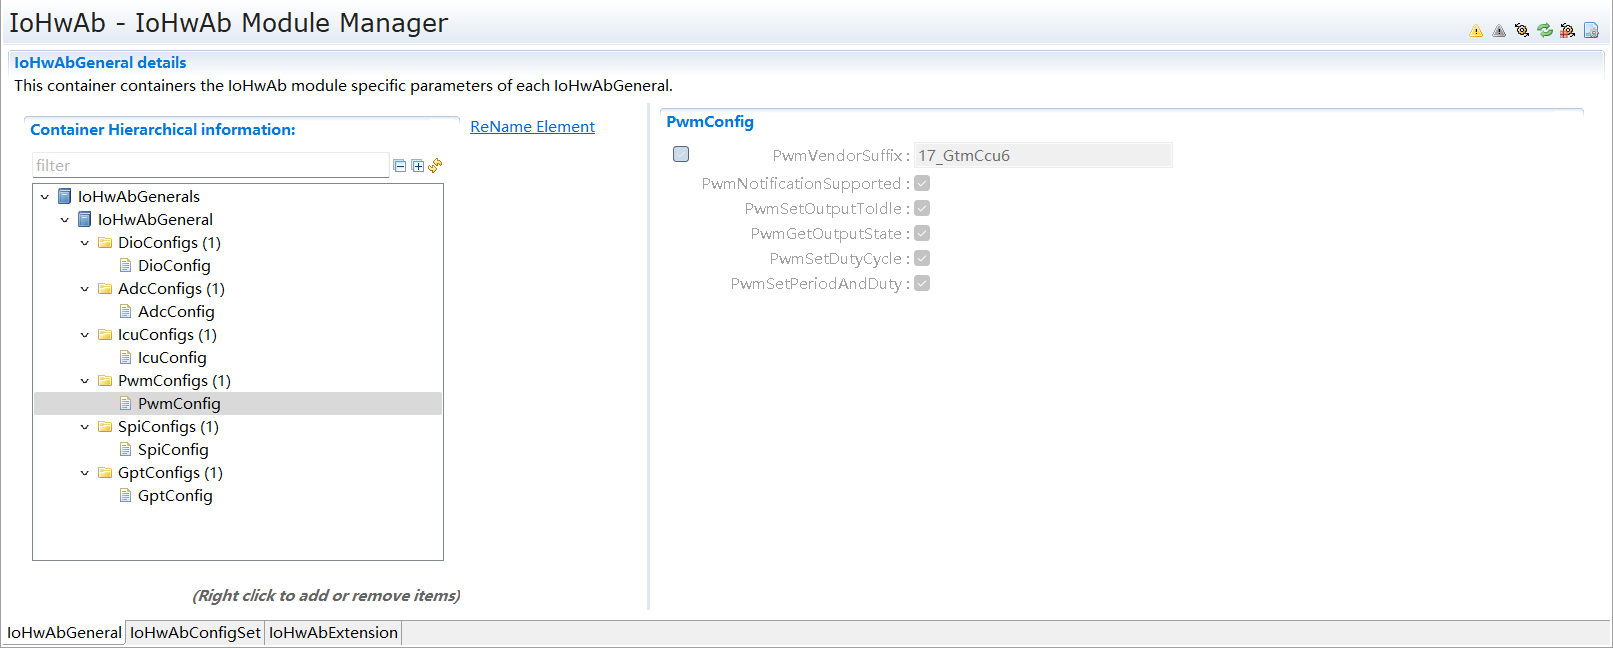 IoHwAb - IoHwAb Module Manager
IoHwAbGeneral details
This container containers the IoHwAb module specific parameters of each IoHwAbGeneral.
Container Hierarchical information:
ReName Element
filter
IoHwAbGenerals
IoHwAbGeneral
DioConfigs (1)
DioConfig
AdcConfigs (1)
AdcConfig
IcuConfigs (1)
IcuConfig
PwmConfigs (1)
PwmConfig
SpiConfigs (1)
SpiConfig
GptConfigs (1)
GptConfig
(Right click to add or remove items)
PwmConfig
PwmVendorSuffix : 17_GtmCcu6
PwmNotificationSupported :
PwmSetOutputToIdle :
PwmGetOutputState :
PwmSetDutyCycle :
PwmSetPeriodAndDuty :
IoHwAbGeneral IoHwAbConfigSet IoHwAbExtension